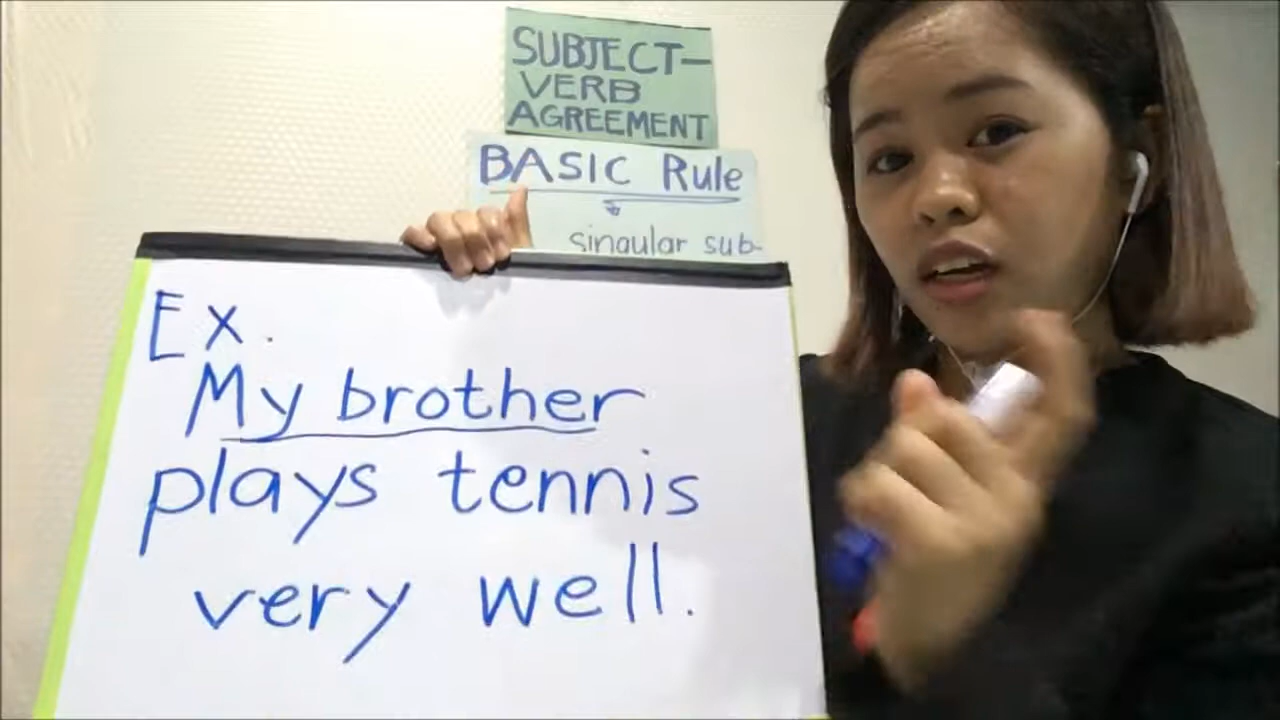 SUBJECT-
VERB
AGREEMENT
BASIC Rule
singular sub-
Ex.
My brother
plays tennis
very well.